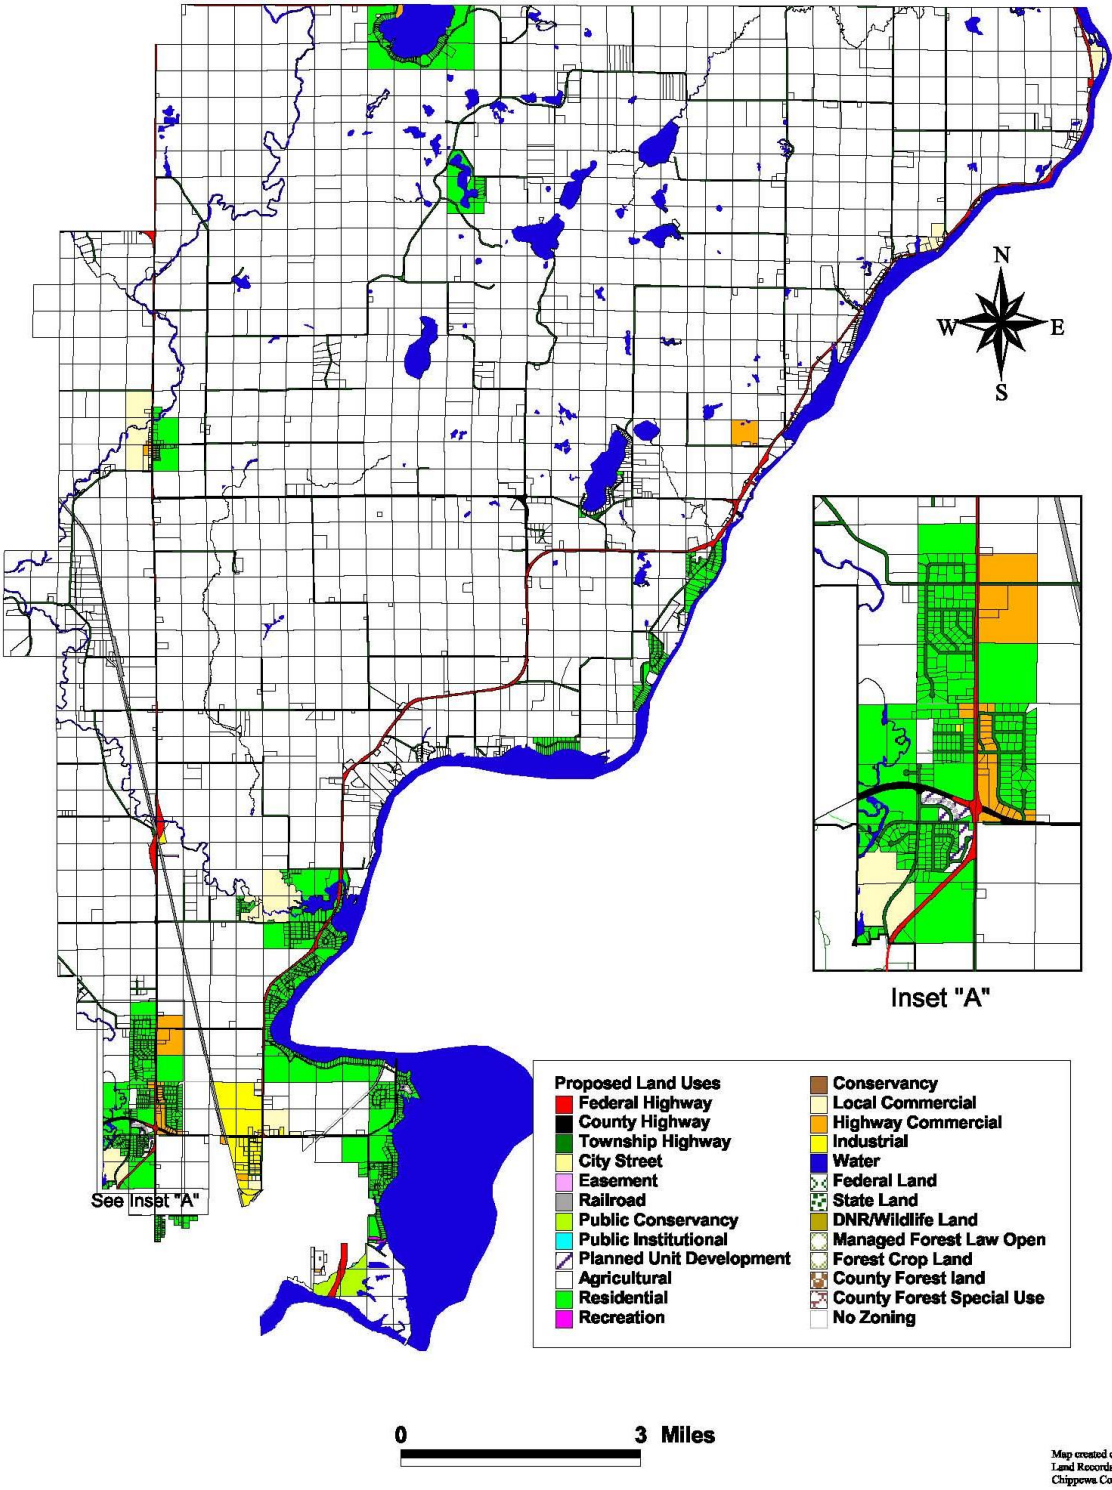 N
W E
S
Inset "A"
Proposed Land Uses
Federal Highway
County Highway
Township Highway
City Street
Easement
Railroad
Public Conservancy
Public Institutional
Planned Unit Development
Agricultural
Residential
Recreation
Conservancy
Local Commercial
Highway Commercial
Industrial
Water
Federal Land
State Land
DNR/Wildlife Land
Managed Forest Law Open
Forest Crop Land
County Forest land
County Forest Special Use
No Zoning
See Inset "A"
0 3 Miles
Map created
Land Records
Chippewa Co